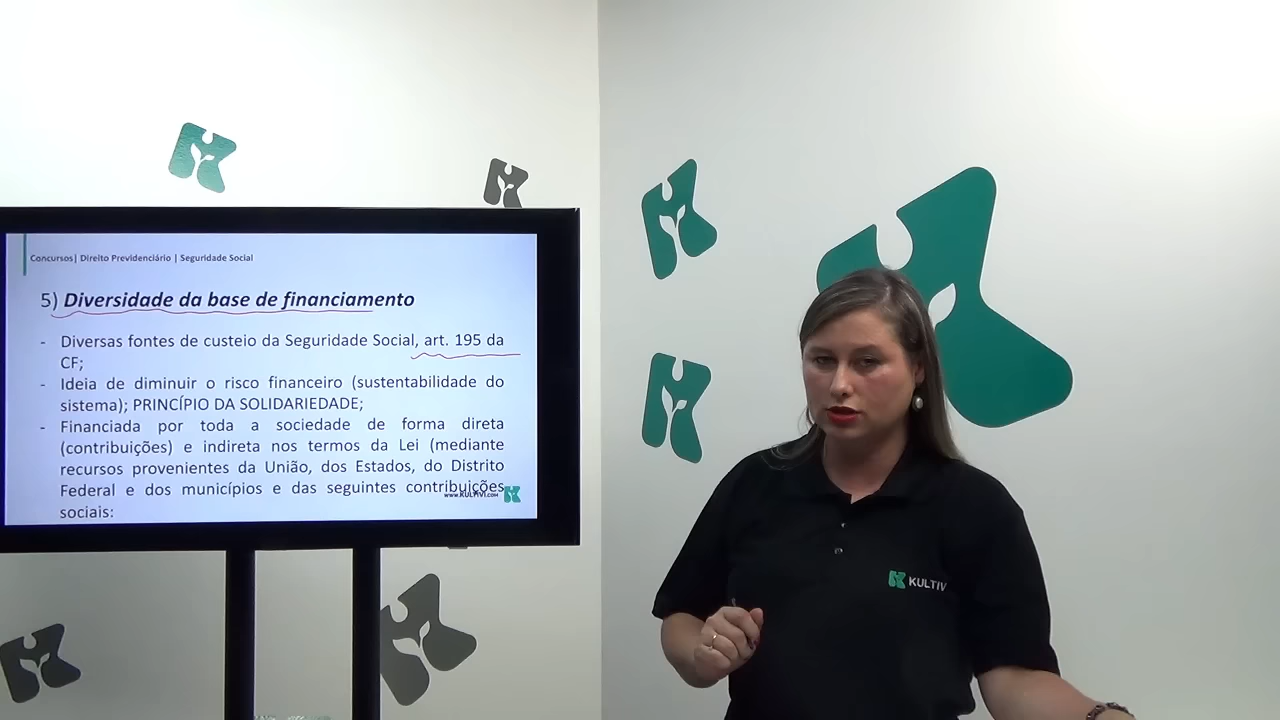 Concursos| Direito Previdenciário | Seguridade Social
5) Diversidade da base de financiamento
- Diversas fontes de custeio da Seguridade Social, art. 195 da
CF;
- Ideia de diminuir o risco financeiro (sustentabilidade do
sistema); PRINCÍPIO DA SOLIDARIEDADE;
- Financiada por toda a sociedade de forma direta
(contribuições) e indireta nos termos da Lei (mediante
recursos provenientes da União, dos Estados, do Distrito
Federal e dos municípios e das seguintes contribuições
www.KULTIVI.COM
sociais:
KULTIV